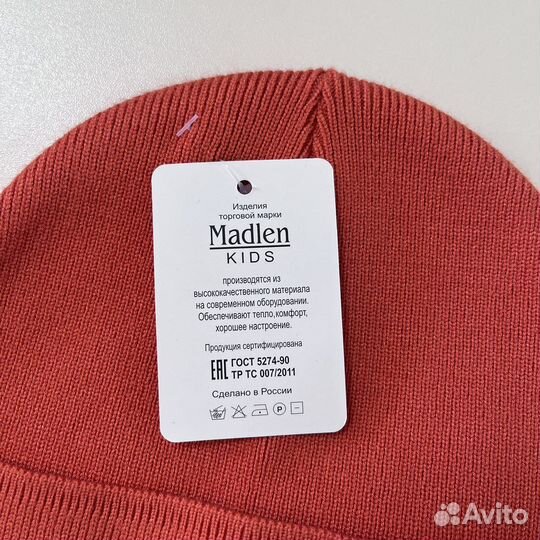 Изделия
торговой марки
Madlen
KIDS
производятся из
высококачественного материала
на современном оборудовании.
Обеспечивают тепло,комфорт,
хорошее настроение.
Продукция сертифицирована
ЕАС ГОСТ 5274-90
ТР ТС 007/2011
Сделано в России
P
Avito